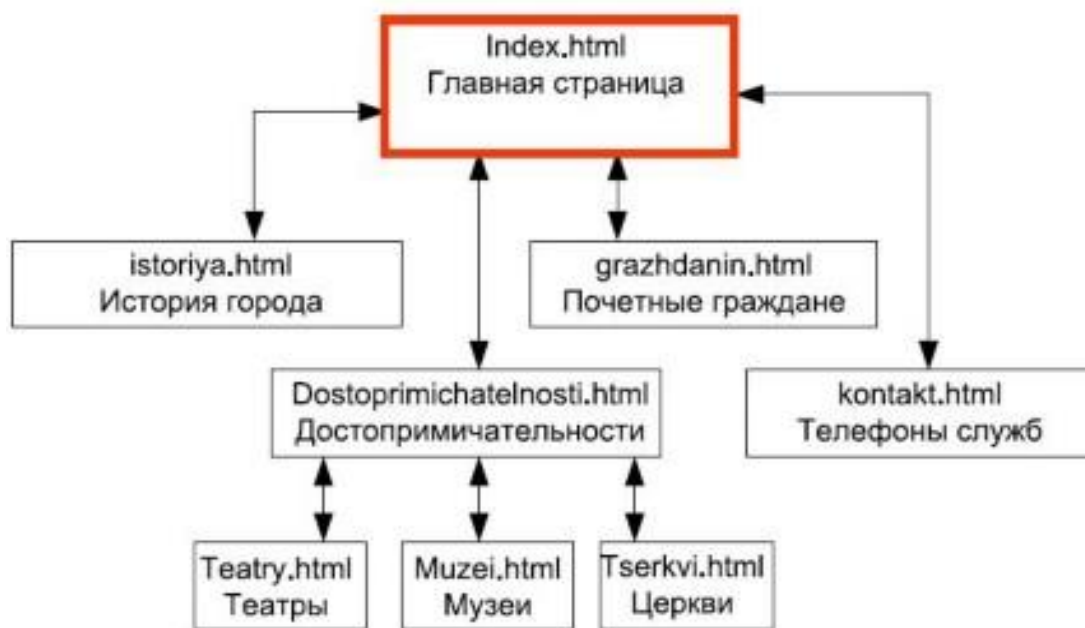 Index.html
Главная страница
istoriya.html
История города
grazhdanin.html
Почетные граждане
Dostoprimichatelnosti.html
Достопримичательности
kontakt.html
Телефоны служб
Teatry.html
Театры
Muzei.html
Музеи
Tserkvi.html
Церкви